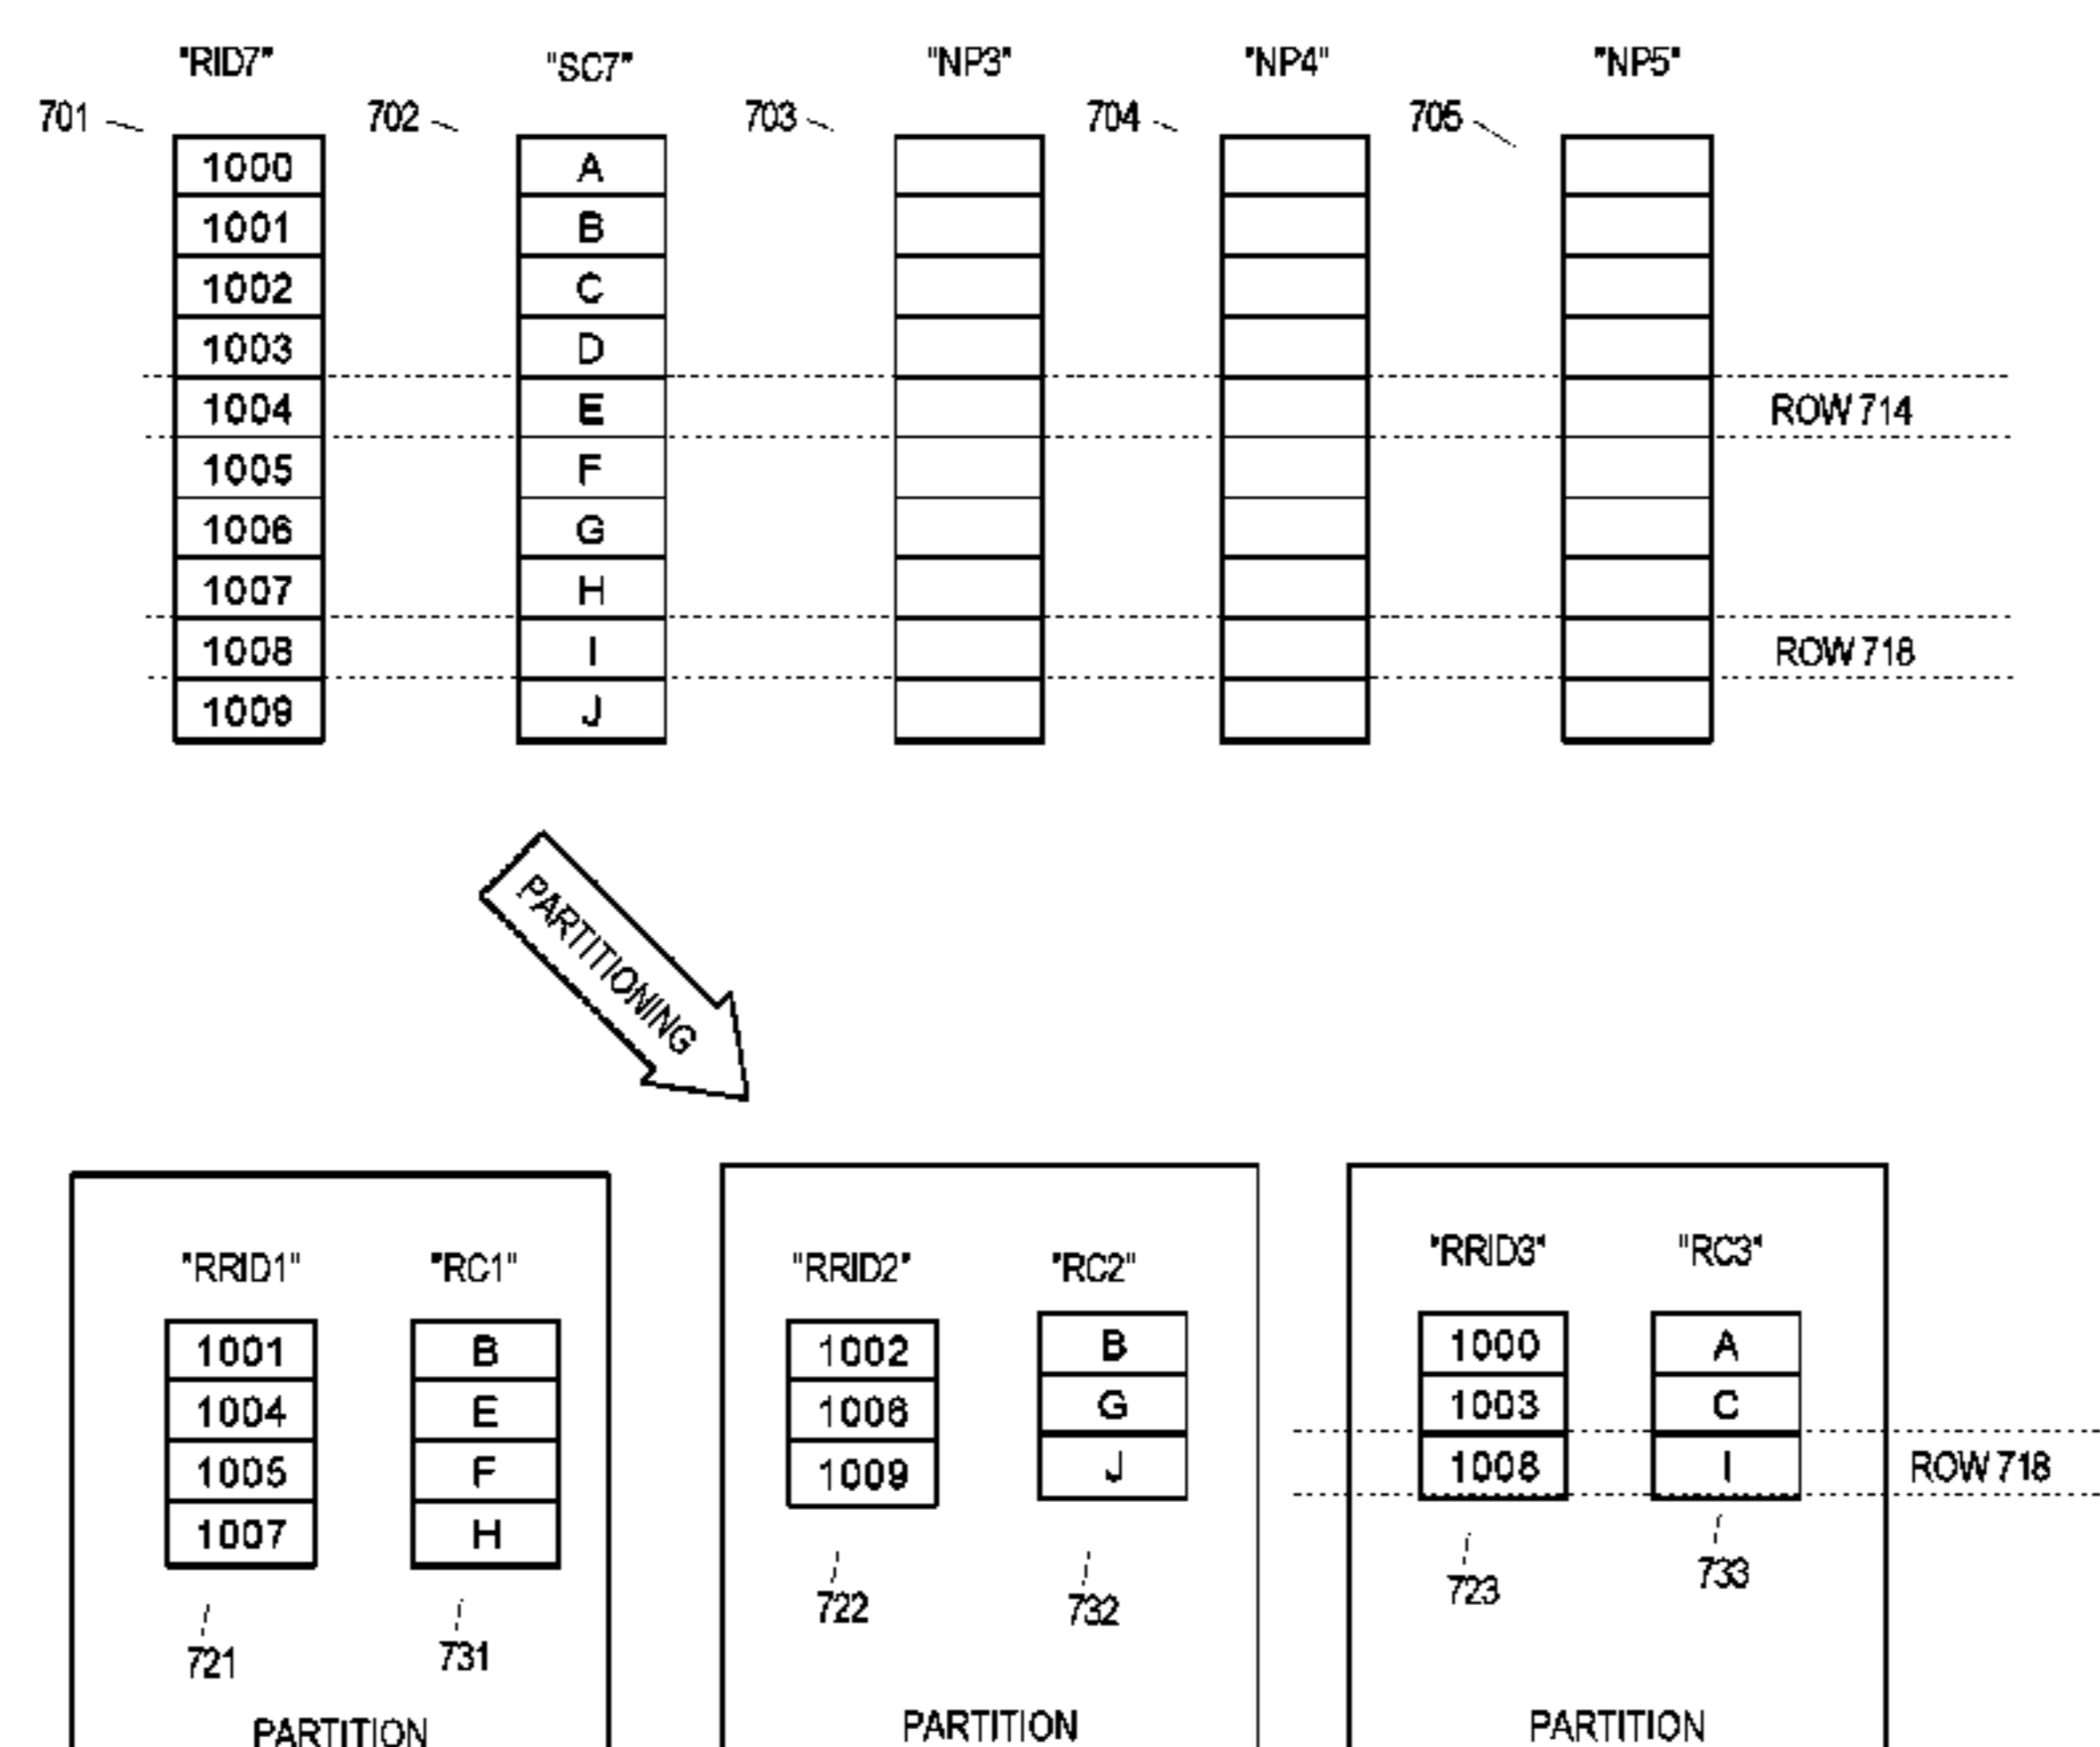 "RID7" "SC7" "NP3" "NP4" "NP5"
701 702 703 704 705
1000 A
1001 B
1002 C
1003 D
1004 E ROW 714
1005 F
1006 G
1007 H
1008 I ROW 718
1009 J
PARTITIONING
"RRID1" "RC1" "RRID2" "RC2" "RRID3" "RC3"
1001 B 1002 B 1000 A
1004 E 1006 G 1003 C
1005 F 1009 J 1008 I ROW 718
1007 H
722 732 723 733
721 731
PARTITION PARTITION PARTITION